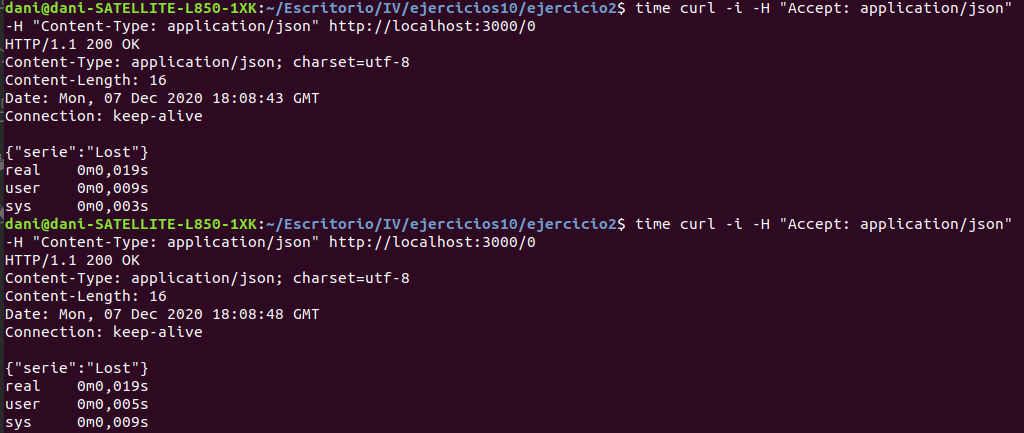 dani@dani-SATELLITE-L850-1XK:~/Escritorio/IV/ejercicios10/ejercicio2$ time curl -i -H "Accept: application/json"
-H "Content-Type: application/json" http://localhost:3000/0
HTTP/1.1 200 OK
Content-Type: application/json; charset=utf-8
Content-Length: 16
Date: Mon, 07 Dec 2020 18:08:43 GMT
Connection: keep-alive

{"serie":"Lost"}
real    0m0,019s
user    0m0,009s
sys     0m0,003s
dani@dani-SATELLITE-L850-1XK:~/Escritorio/IV/ejercicios10/ejercicio2$ time curl -i -H "Accept: application/json"
-H "Content-Type: application/json" http://localhost:3000/0
HTTP/1.1 200 OK
Content-Type: application/json; charset=utf-8
Content-Length: 16
Date: Mon, 07 Dec 2020 18:08:48 GMT
Connection: keep-alive

{"serie":"Lost"}
real    0m0,019s
user    0m0,005s
sys     0m0,009s